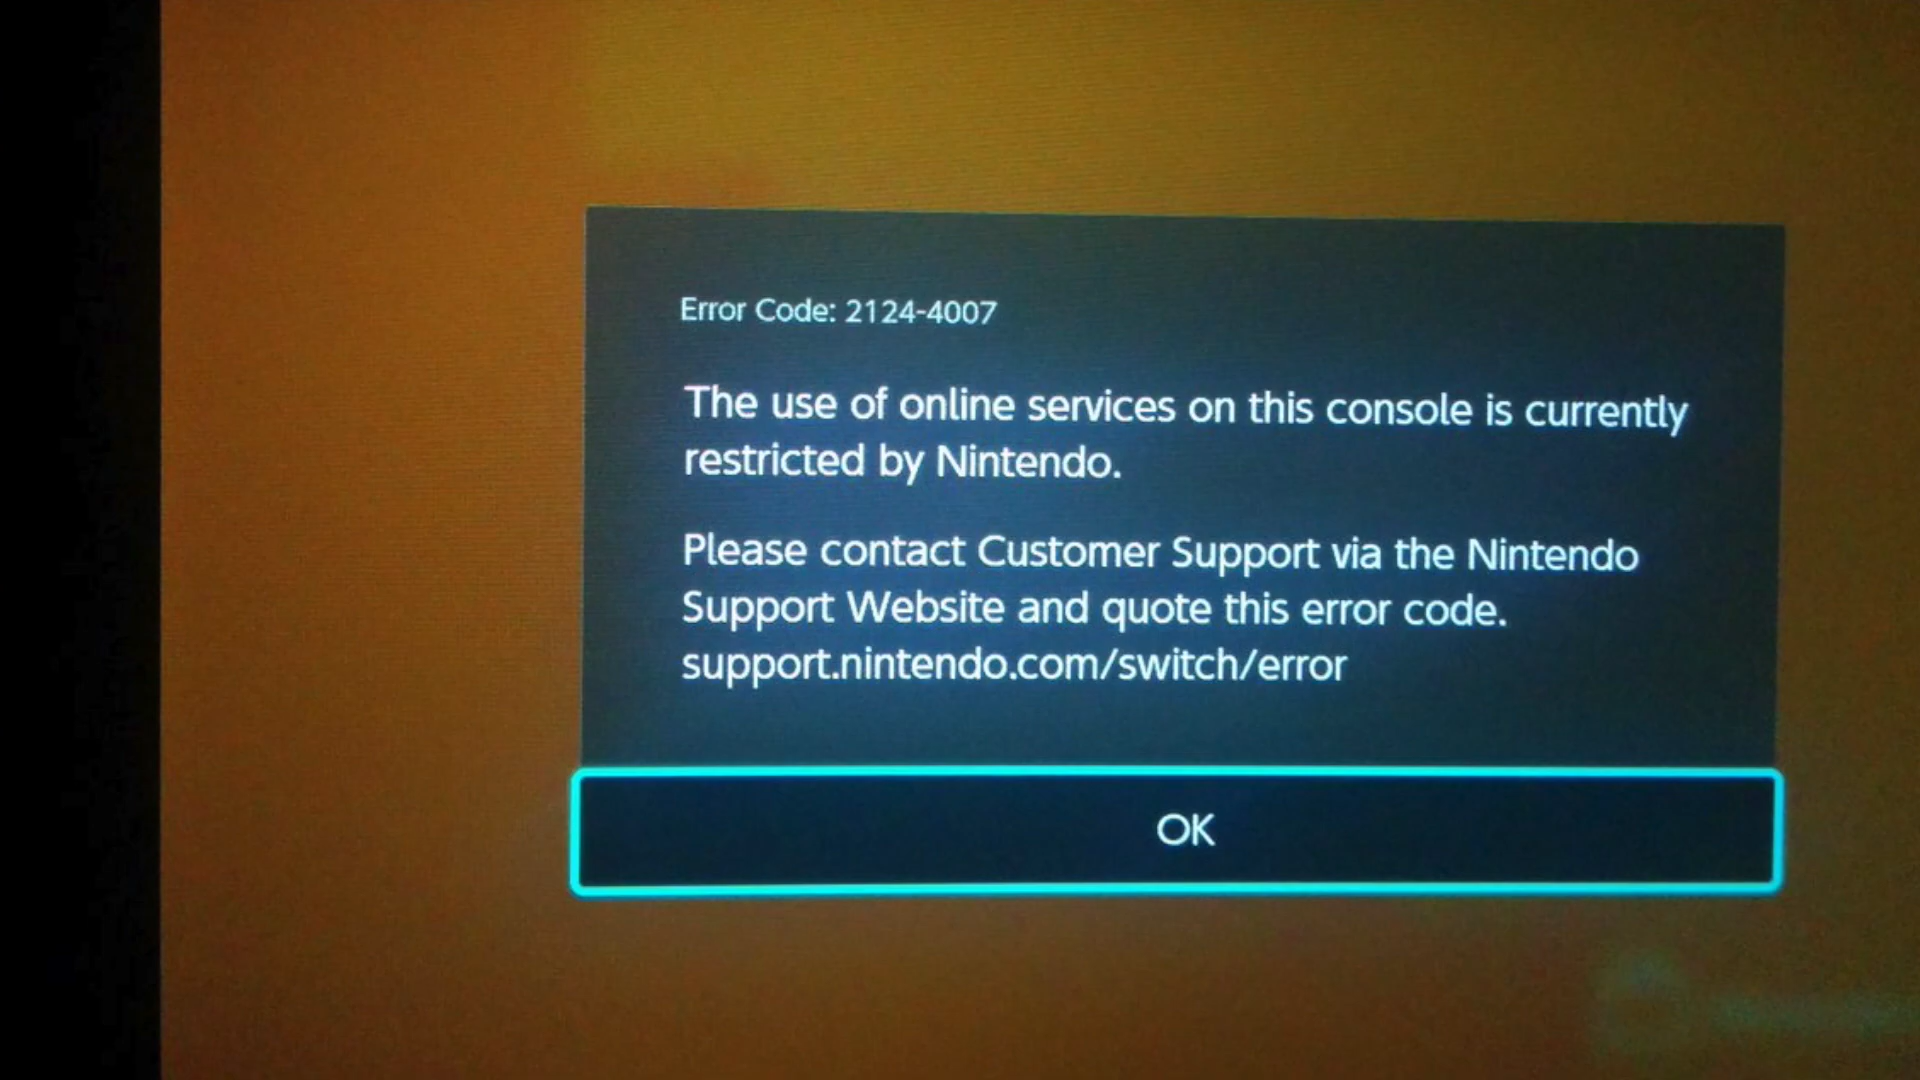 Error Code: 2124-4007
The use of online services on this console is currently
restricted by Nintendo.
Please contact Customer Support via the Nintendo
Support Website and quote this error code.
support.nintendo.com/switch/error
OK